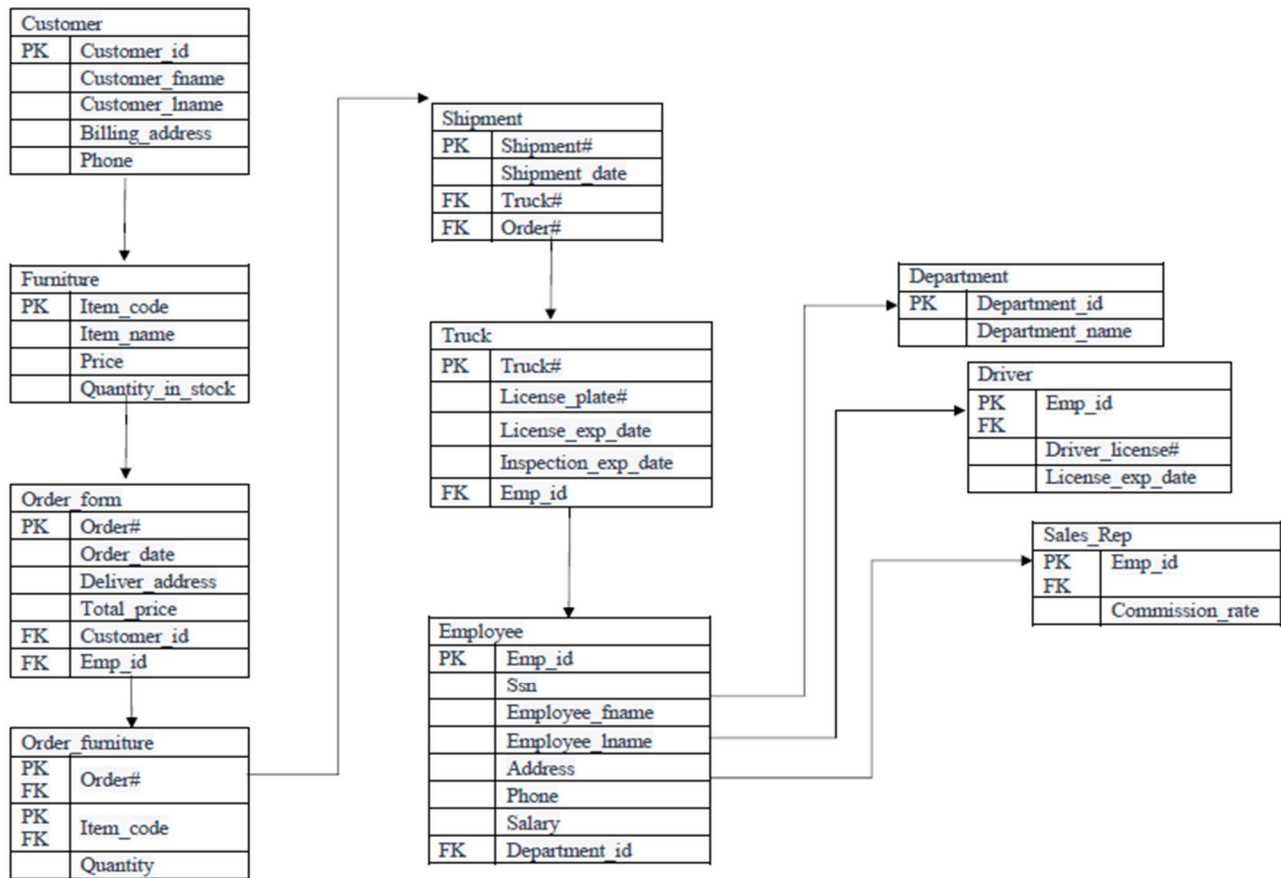 Customer
PK Customer_id
Customer_fname
Customer_lname
Billing_address
Phone
Furniture
PK Item_code
Item_name
Price
Quantity_in_stock
Order_form
PK Order#
Order_date
Deliver_address
Total_price
FK Customer_id
FK Emp_id
Order_furniture
PK
FK Order#
PK
FK Item_code
Quantity
Shipment
PK Shipment#
Shipment_date
FK Truck#
FK Order#
Truck
PK Truck#
License_plate#
License_exp_date
Inspection_exp_date
FK Emp_id
Employee
PK Emp_id
Ssn
Employee_fname
Employee_lname
Address
Phone
Salary
FK Department_id
Department
PK Department_id
Department_name
Driver
PK Emp_id
FK
Driver_license#
License_exp_date
Sales_Rep
PK Emp_id
FK
Commission_rate